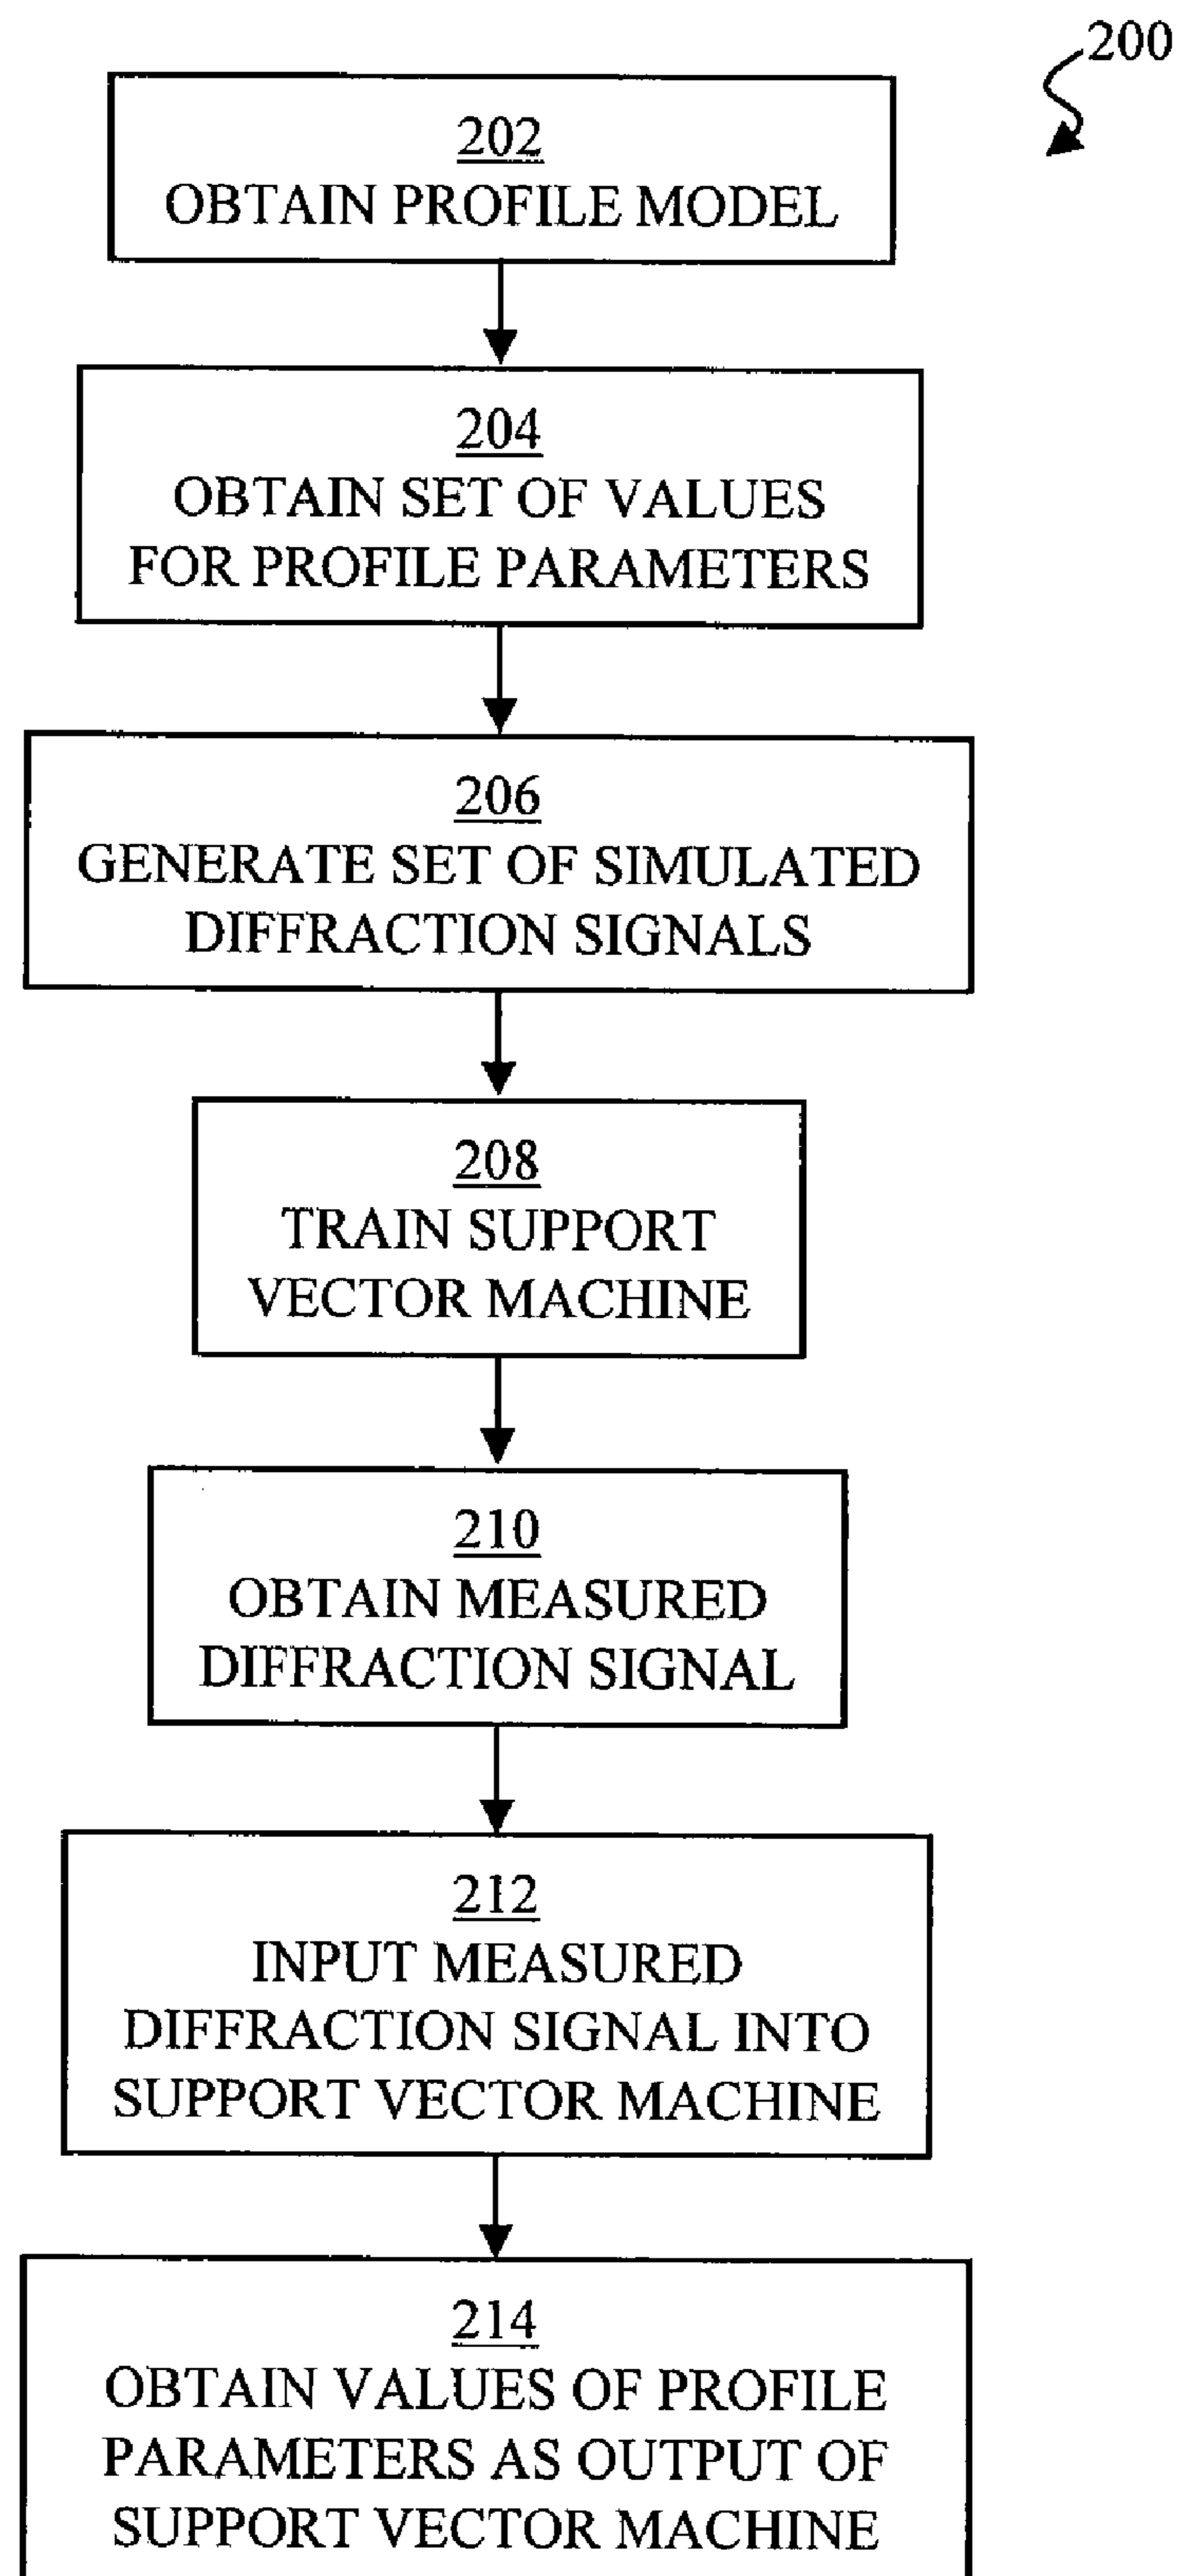 200
202
OBTAIN PROFILE MODEL
204
OBTAIN SET OF VALUES
FOR PROFILE PARAMETERS
206
GENERATE SET OF SIMULATED
DIFFRACTION SIGNALS
208
TRAIN SUPPORT
VECTOR MACHINE
210
OBTAIN MEASURED
DIFFRACTION SIGNAL
212
INPUT MEASURED
DIFFRACTION SIGNAL INTO
SUPPORT VECTOR MACHINE
214
OBTAIN VALUES OF PROFILE
PARAMETERS AS OUTPUT OF
SUPPORT VECTOR MACHINE